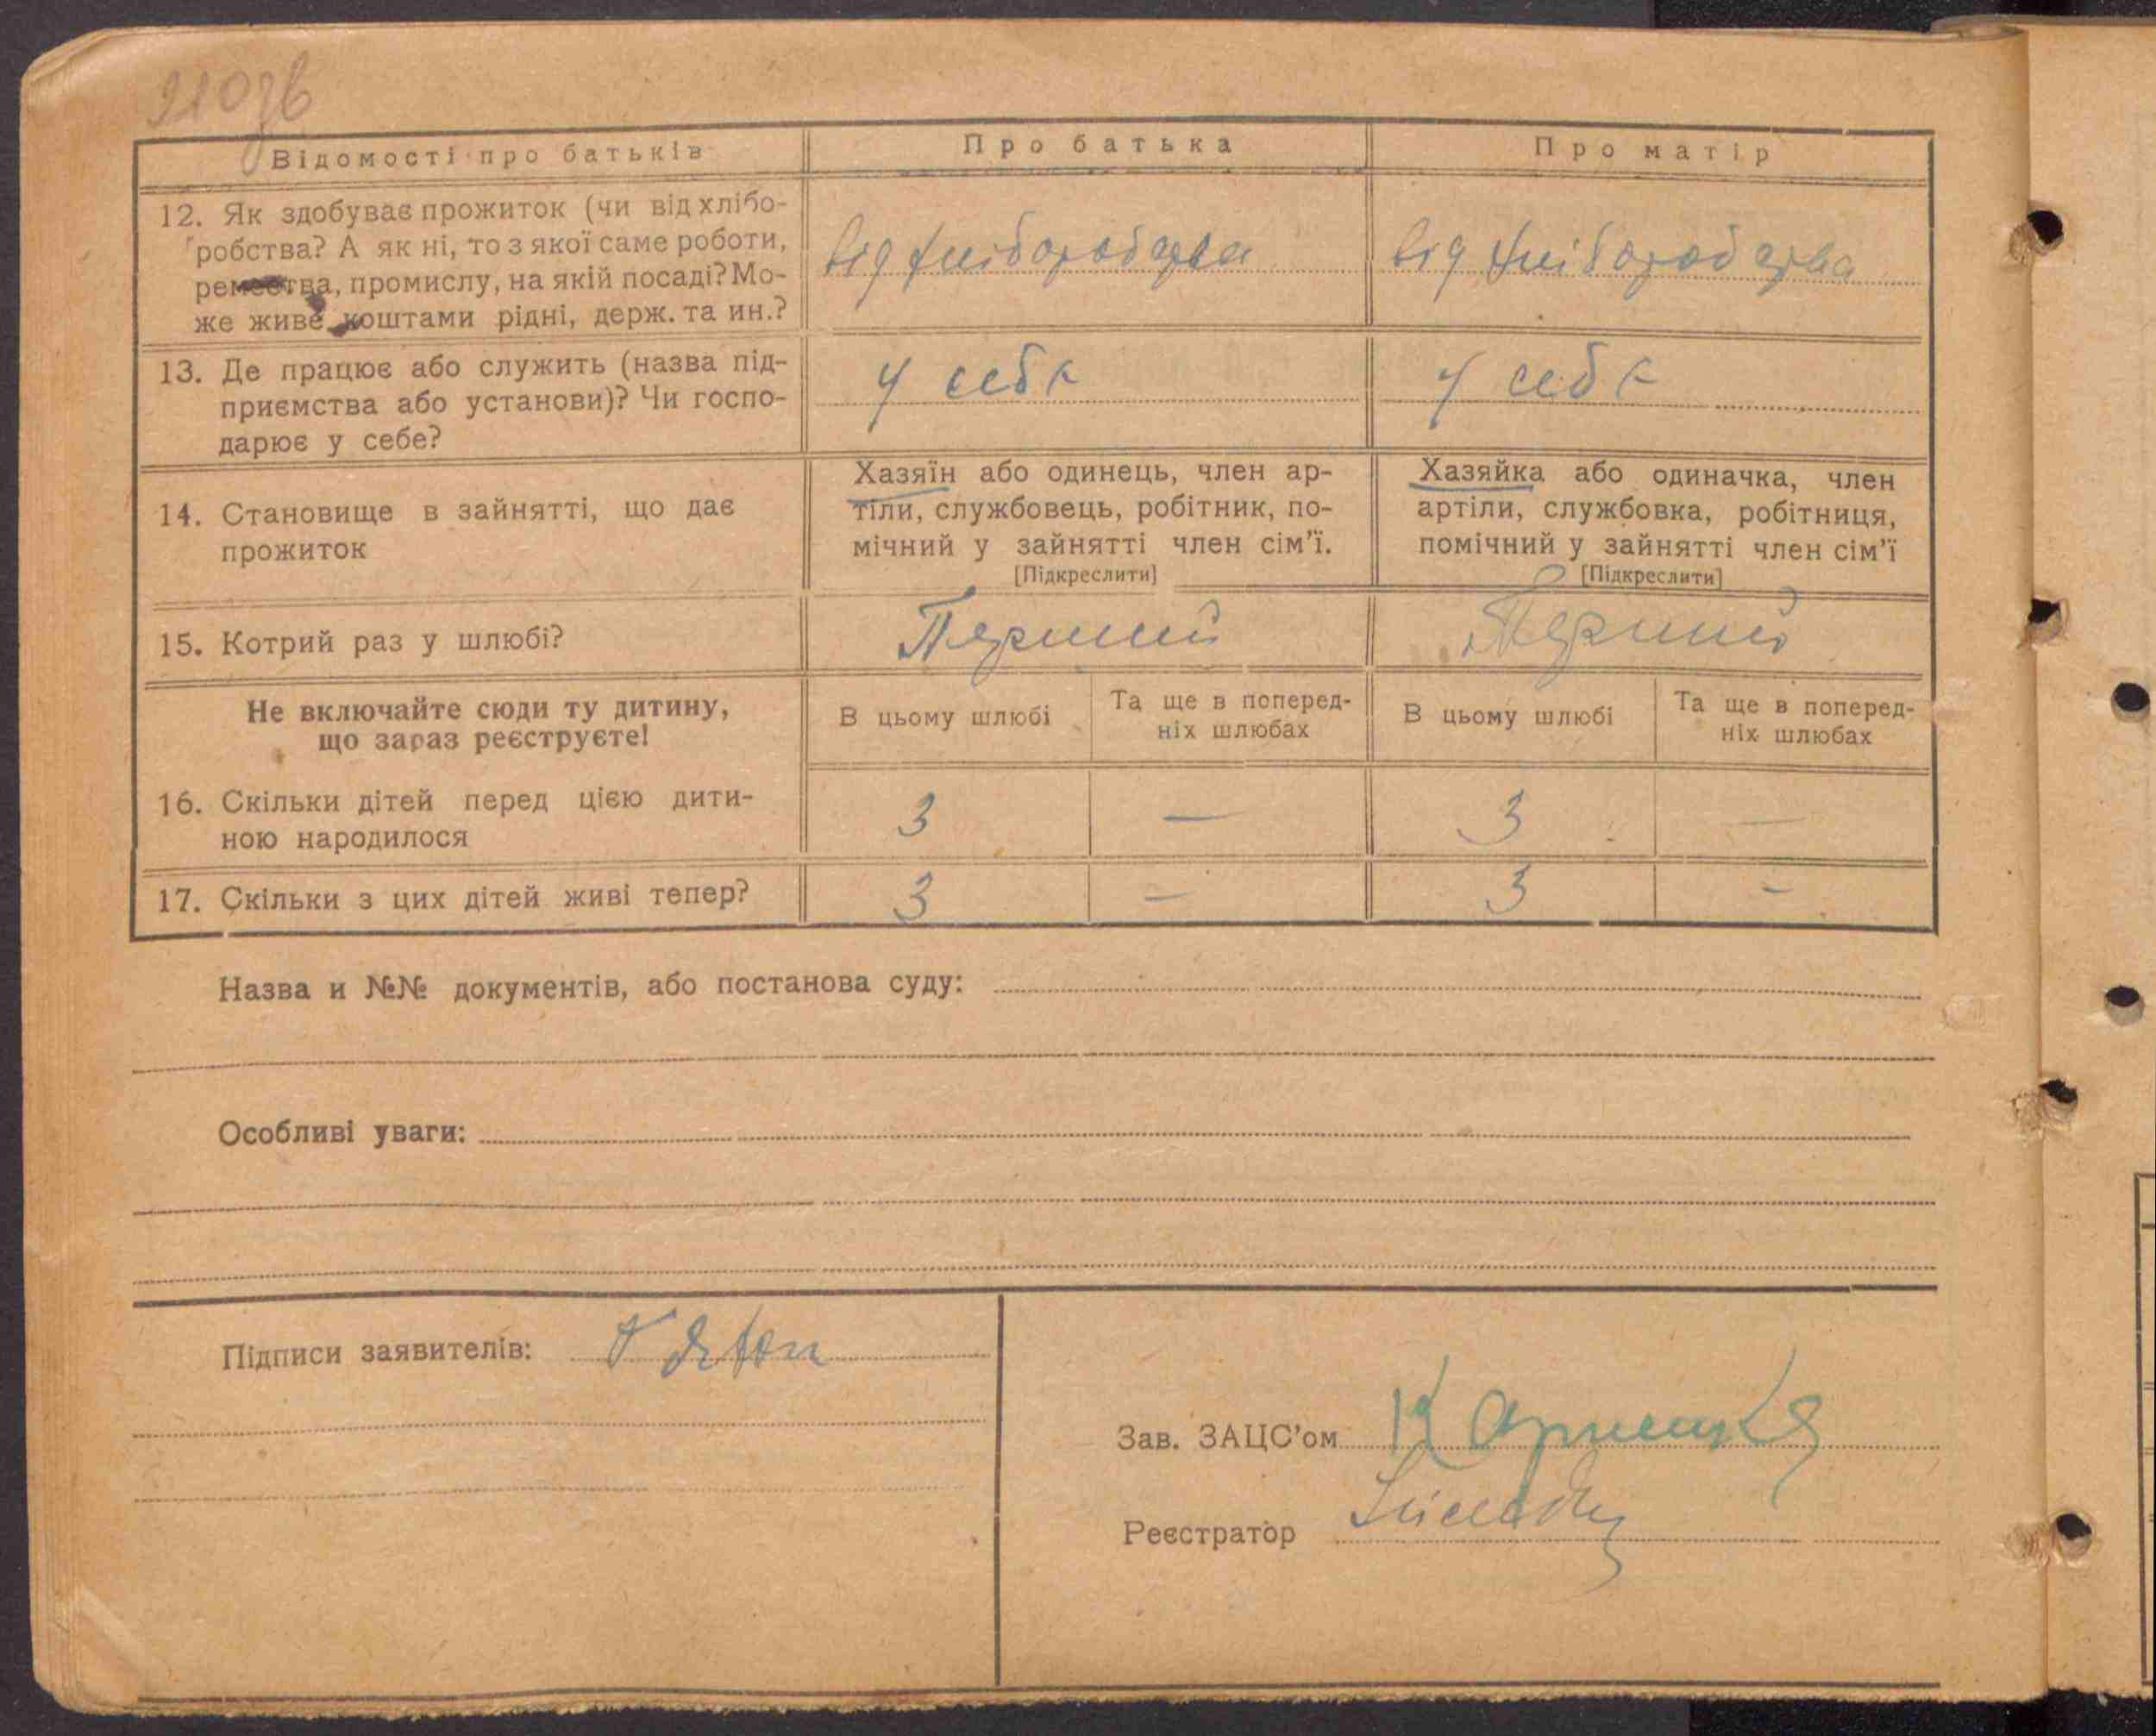 210зв
Відомості про батьків
Про батька
Про матір
12. Як здобуває прожиток (чи від хлібо-
робства? А як ні, то з якої саме роботи,
ремества, промислу, на якій посаді? Мо-
же живе коштами рідні, держ. та ин.?
від хліборобства
від хліборобства
13. Де працює або служить (назва під-
приємства або установи)? Чи госпо-
дарює у себе?
у себе
у себе
14. Становище в зайнятті, що дає
прожиток
Хазяїн або одинець, член ар-
тіли, службовець, робітник, по-
мічний у зайнятті член сім'ї.
[Підкреслити]
Хазяйка або одиначка, член
артіли, службовка, робітниця,
помічний у зайнятті член сім'ї
[Підкреслити]
15. Котрий раз у шлюбі?
Перший
Перший
Не включайте сюди ту дитину,
що зараз реєструєте!
В цьому шлюбі
Та ще в поперед-
ніх шлюбах
В цьому шлюбі
Та ще в поперед-
ніх шлюбах
16. Скільки дітей перед цією дити-
ною народилося
3 — 3 —
17. Скільки з цих дітей живі тепер?
3 — 3 -
Назва и №№ документів, або постанова суду:
Особливі уваги:
Підписи заявителів:
Зав. ЗАЦС'ом
Реєстратор